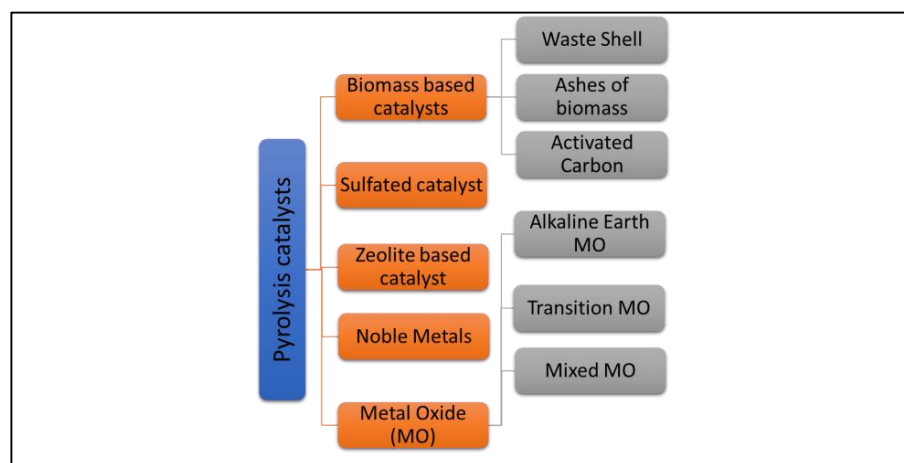 Pyrolysis catalysts
Biomass based
catalysts
Sulfated catalyst
Zeolite based
catalyst
Noble Metals
Metal Oxide
(MO)
Waste Shell
Ashes of
biomass
Activated
Carbon
Alkaline Earth
MO
Transition MO
Mixed MO